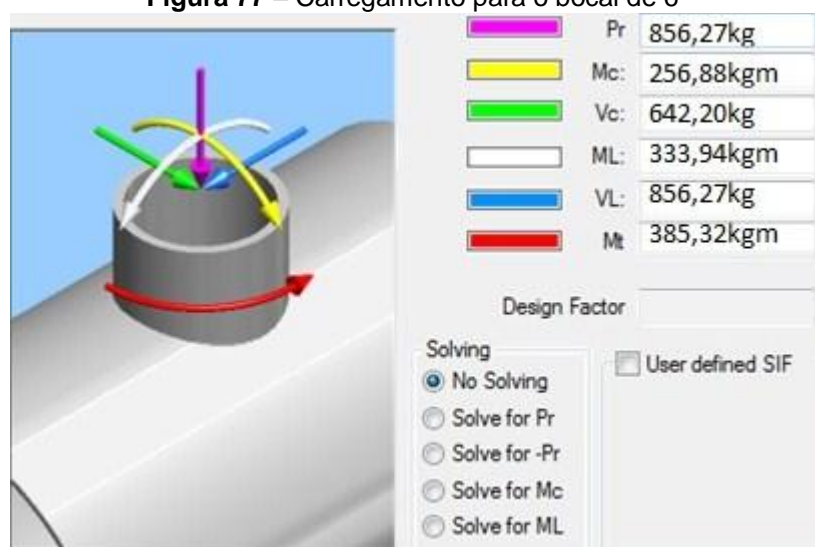 Figura 77 – Carregamento para o bocal de 6"
Pr 856,27kg
Mc: 256,88kgm
Vc: 642,20kg
ML: 333,94kgm
VL: 856,27kg
Mt 385,32kgm
Design Factor
Solving
No Solving
Solve for Pr
Solve for -Pr
Solve for Mc
Solve for ML
User defined SIF